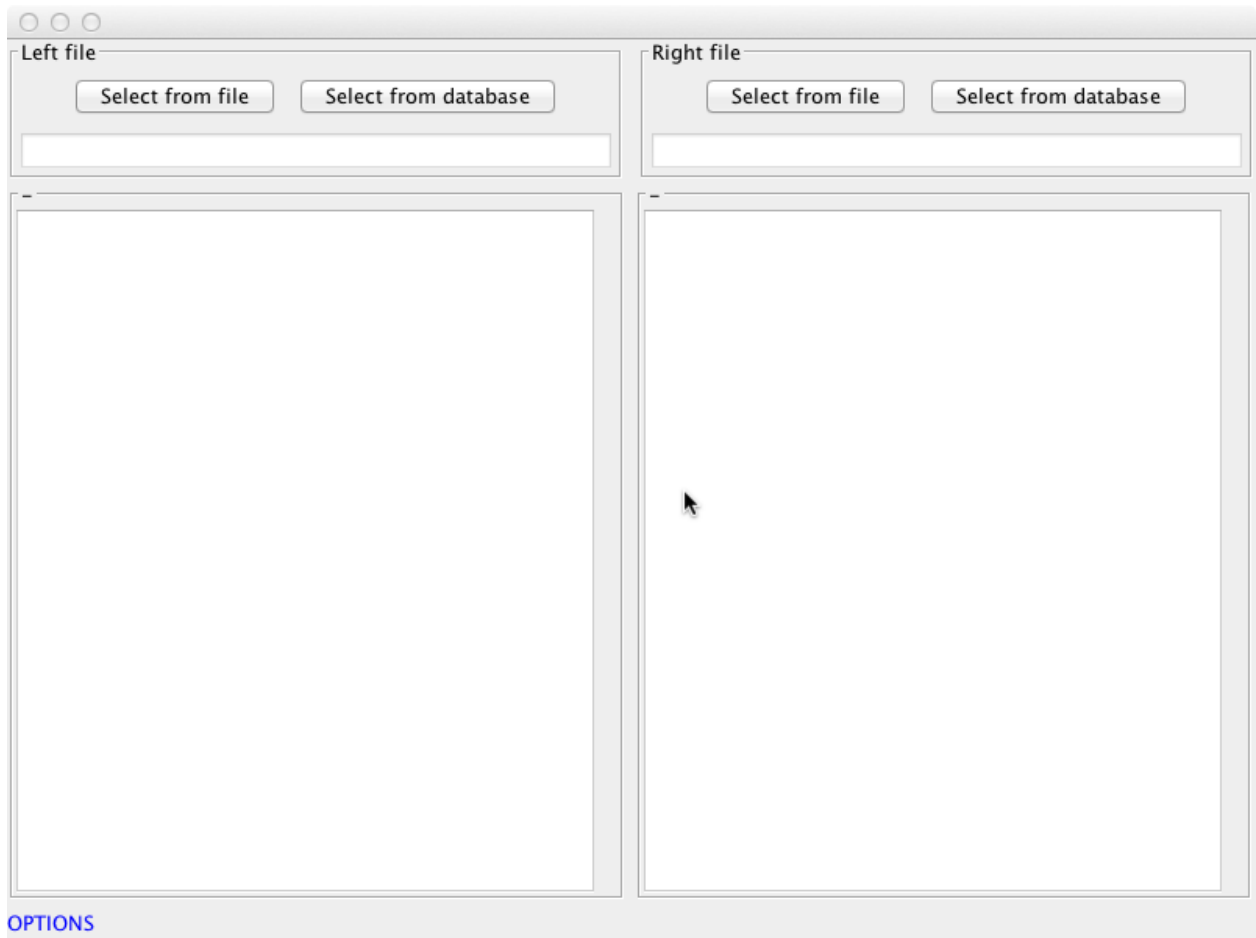 Left file
Select from file Select from database
Right file
Select from file Select from database
–
–
OPTIONS